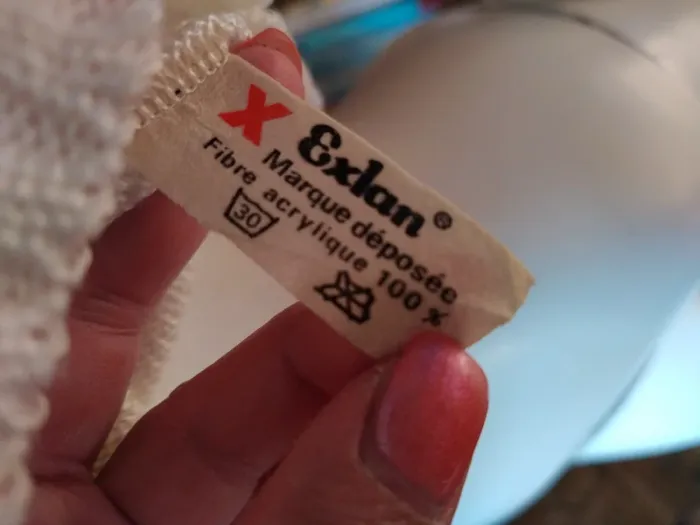 X Exlan®
Marque déposée
Fibre acrylique 100 %
30